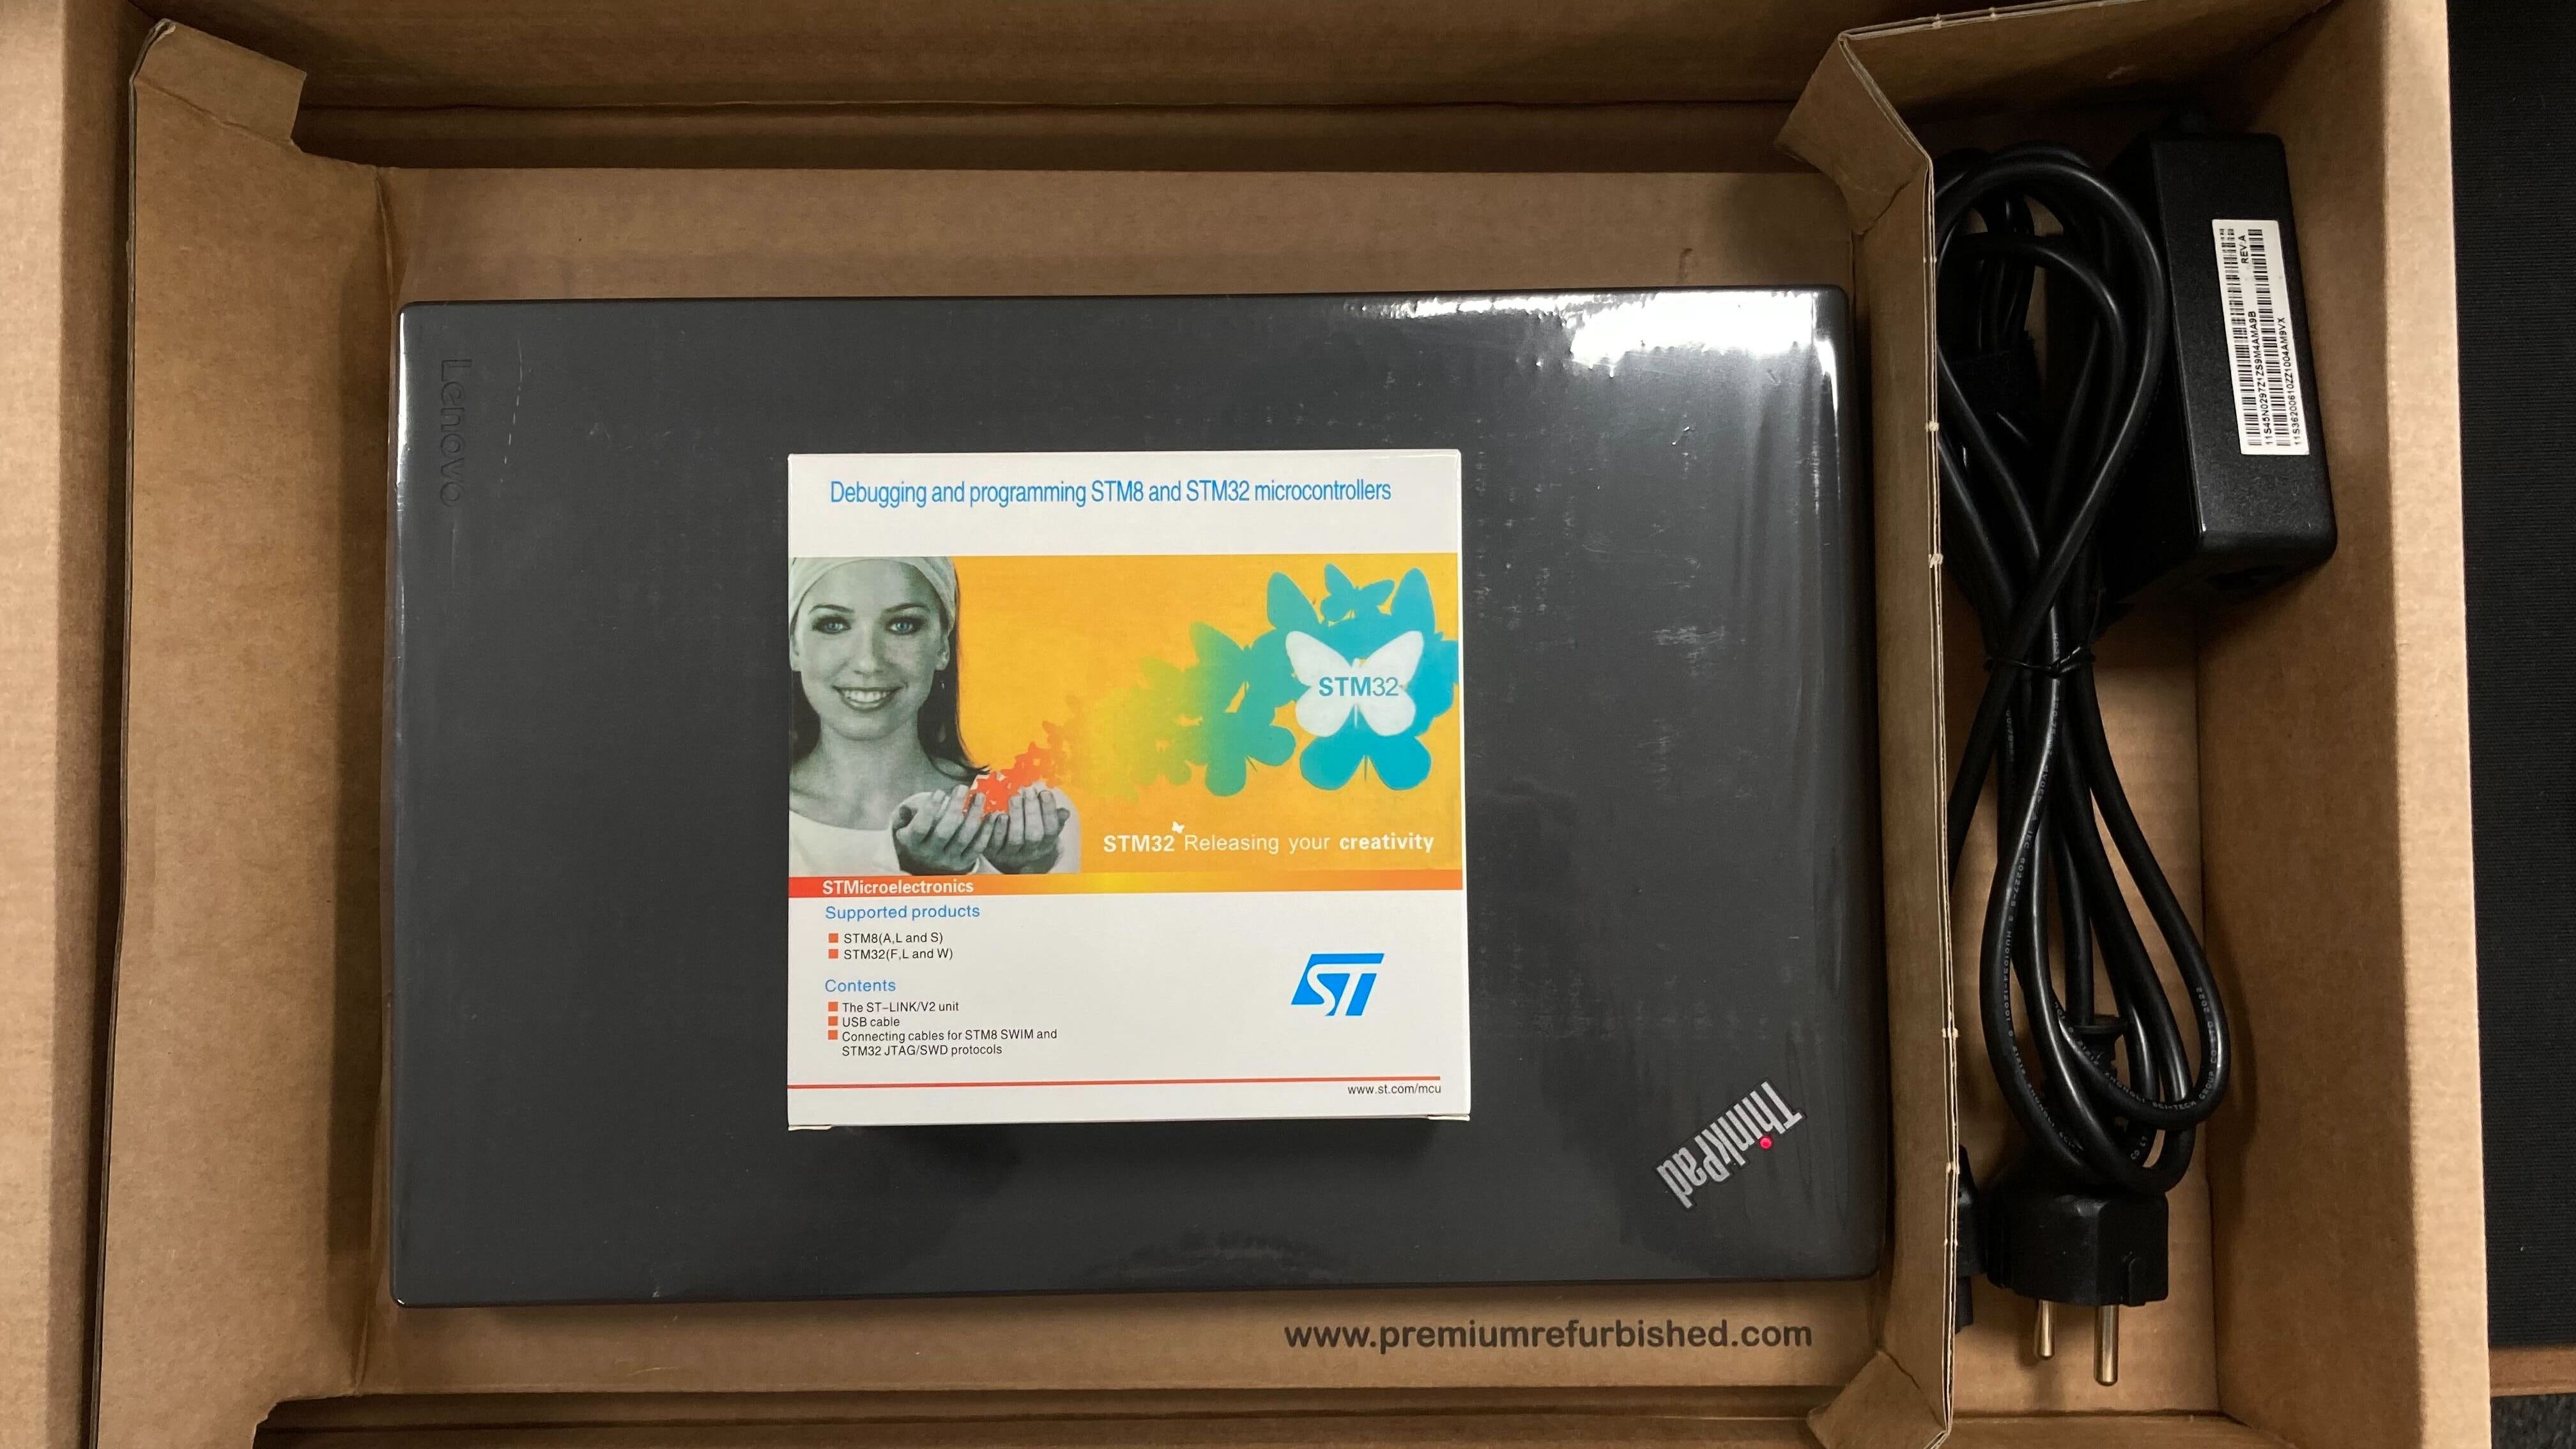 Lenovo
Debugging and programming STM8 and STM32 microcontrollers
STM32
STM32 Releasing your creativity
STMicroelectronics
Supported products
STM8(A,L and S)
STM32(F,L and W)
Contents
The ST-LINK/V2 unit
USB cable
Connecting cables for STM8 SWIM and
STM32 JTAG/SWD protocols
ST
www.st.com/mcu
ThinkPad
www.premiumrefurbished.com
REV:A
11S45N0297Z1ZS9M4AMA9B
11S36200610ZZ1004AM9VX